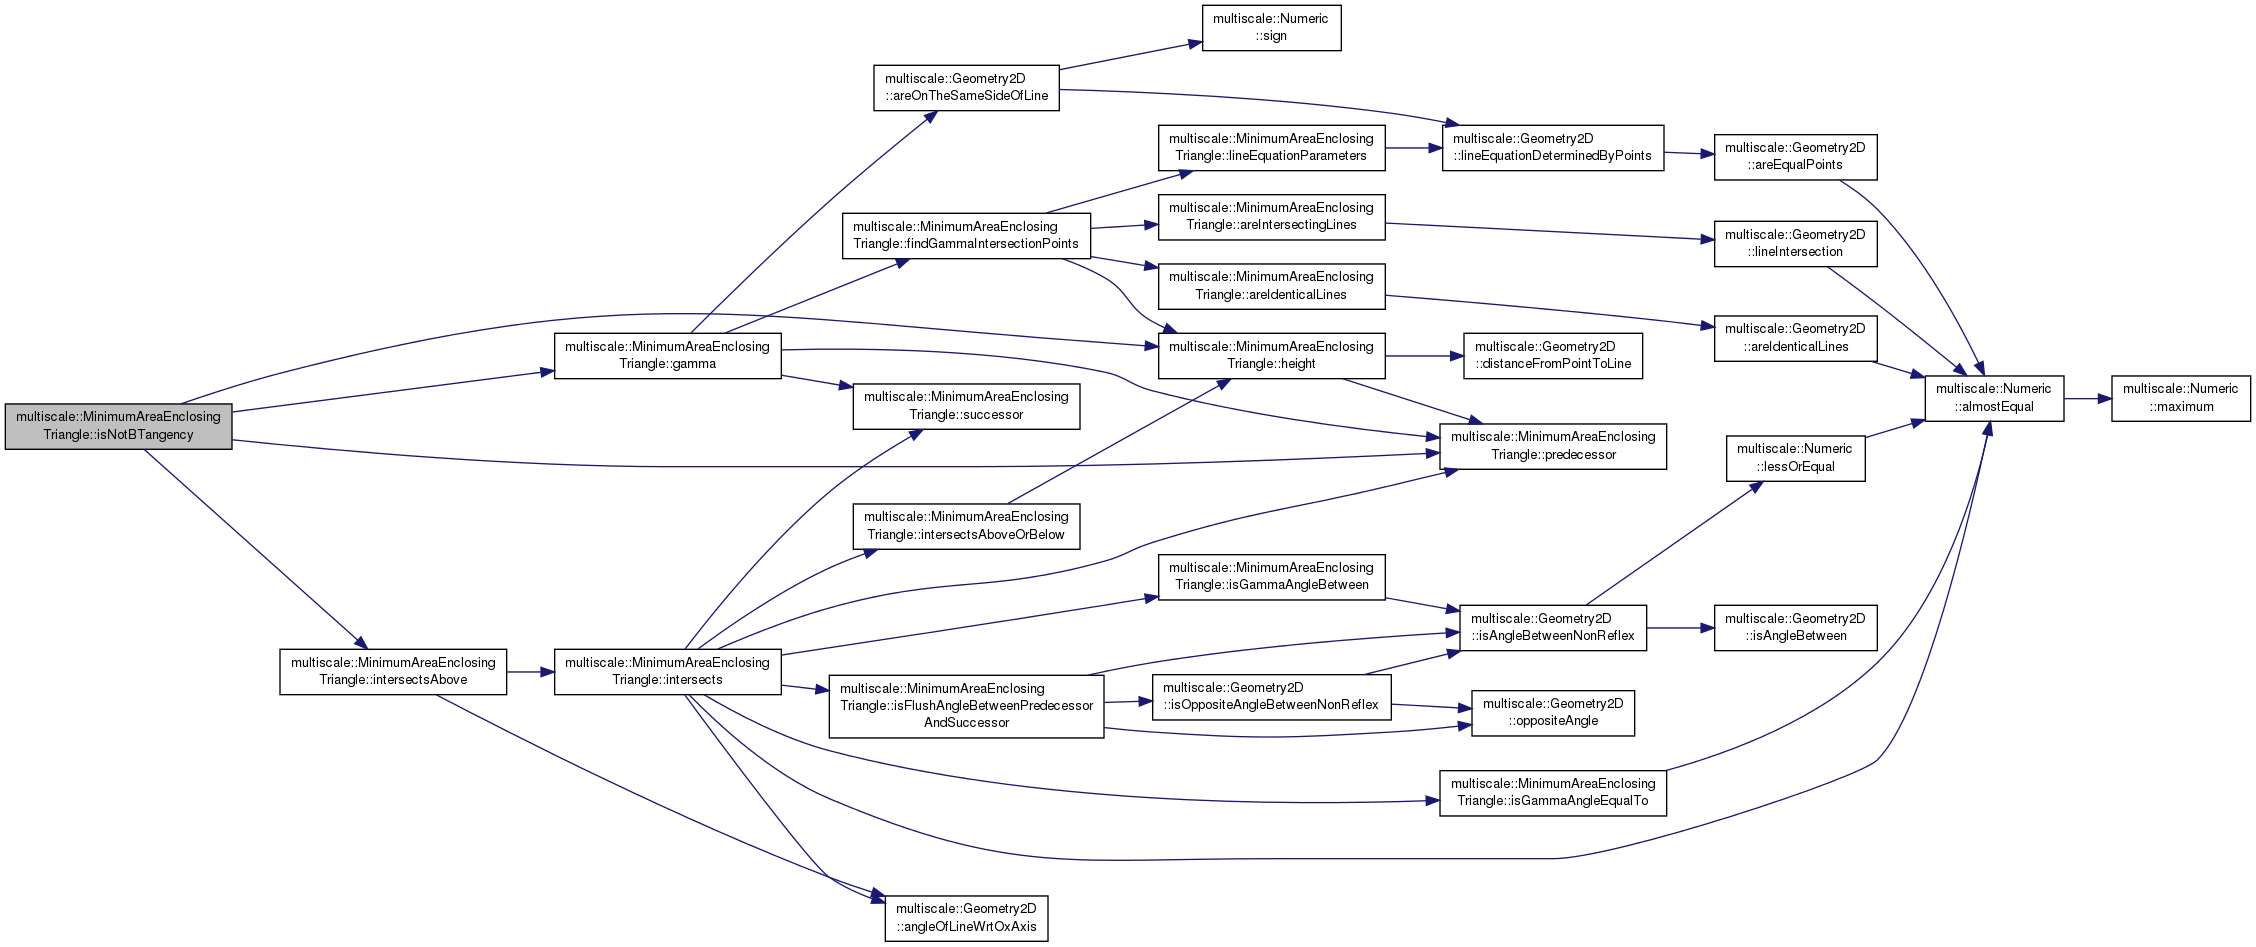 multiscale::MinimumAreaEnclosing
Triangle::isNotBTangency
multiscale::MinimumAreaEnclosing
Triangle::gamma
multiscale::MinimumAreaEnclosing
Triangle::intersectsAbove
multiscale::MinimumAreaEnclosing
Triangle::intersects
multiscale::Geometry2D
::areOnTheSameSideOfLine
multiscale::MinimumAreaEnclosing
Triangle::findGammaIntersectionPoints
multiscale::MinimumAreaEnclosing
Triangle::successor
multiscale::MinimumAreaEnclosing
Triangle::intersectsAboveOrBelow
multiscale::MinimumAreaEnclosing
Triangle::isFlushAngleBetweenPredecessor
AndSuccessor
multiscale::Geometry2D
::angleOfLineWrtOxAxis
multiscale::Numeric
::sign
multiscale::MinimumAreaEnclosing
Triangle::lineEquationParameters
multiscale::MinimumAreaEnclosing
Triangle::areIntersectingLines
multiscale::MinimumAreaEnclosing
Triangle::areIdenticalLines
multiscale::MinimumAreaEnclosing
Triangle::height
multiscale::MinimumAreaEnclosing
Triangle::isGammaAngleBetween
multiscale::Geometry2D
::isOppositeAngleBetweenNonReflex
multiscale::Geometry2D
::lineEquationDeterminedByPoints
multiscale::Geometry2D
::distanceFromPointToLine
multiscale::MinimumAreaEnclosing
Triangle::predecessor
multiscale::Geometry2D
::isAngleBetweenNonReflex
multiscale::Geometry2D
::oppositeAngle
multiscale::MinimumAreaEnclosing
Triangle::isGammaAngleEqualTo
multiscale::Geometry2D
::areEqualPoints
multiscale::Geometry2D
::lineIntersection
multiscale::Geometry2D
::areIdenticalLines
multiscale::Numeric
::lessOrEqual
multiscale::Geometry2D
::isAngleBetween
multiscale::Numeric
::almostEqual
multiscale::Numeric
::maximum